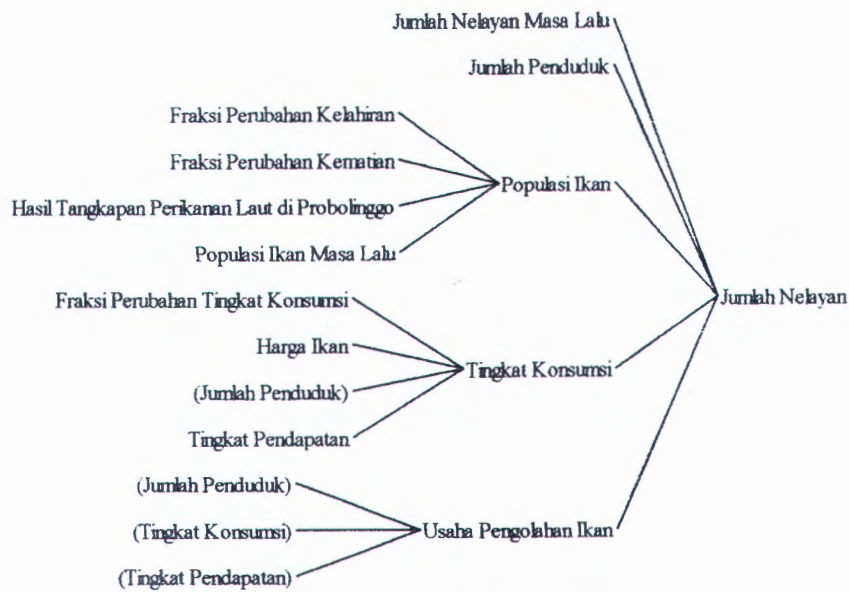 Jumlah Nelayan Masa Lalu
Jumlah Penduduk
Fraksi Perubahan Kelahiran
Fraksi Perubahan Kematian
Populasi Ikan
Hasil Tangkapan Perikanan Laut di Probolinggo
Populasi Ikan Masa Lalu
Jumlah Nelayan
Fraksi Perubahan Tingkat Konsumsi
Harga Ikan
Tingkat Konsumsi
(Jumlah Penduduk)
Tingkat Pendapatan
(Jumlah Penduduk)
(Tingkat Konsumsi)
Usaha Pengolahan Ikan
(Tingkat Pendapatan)